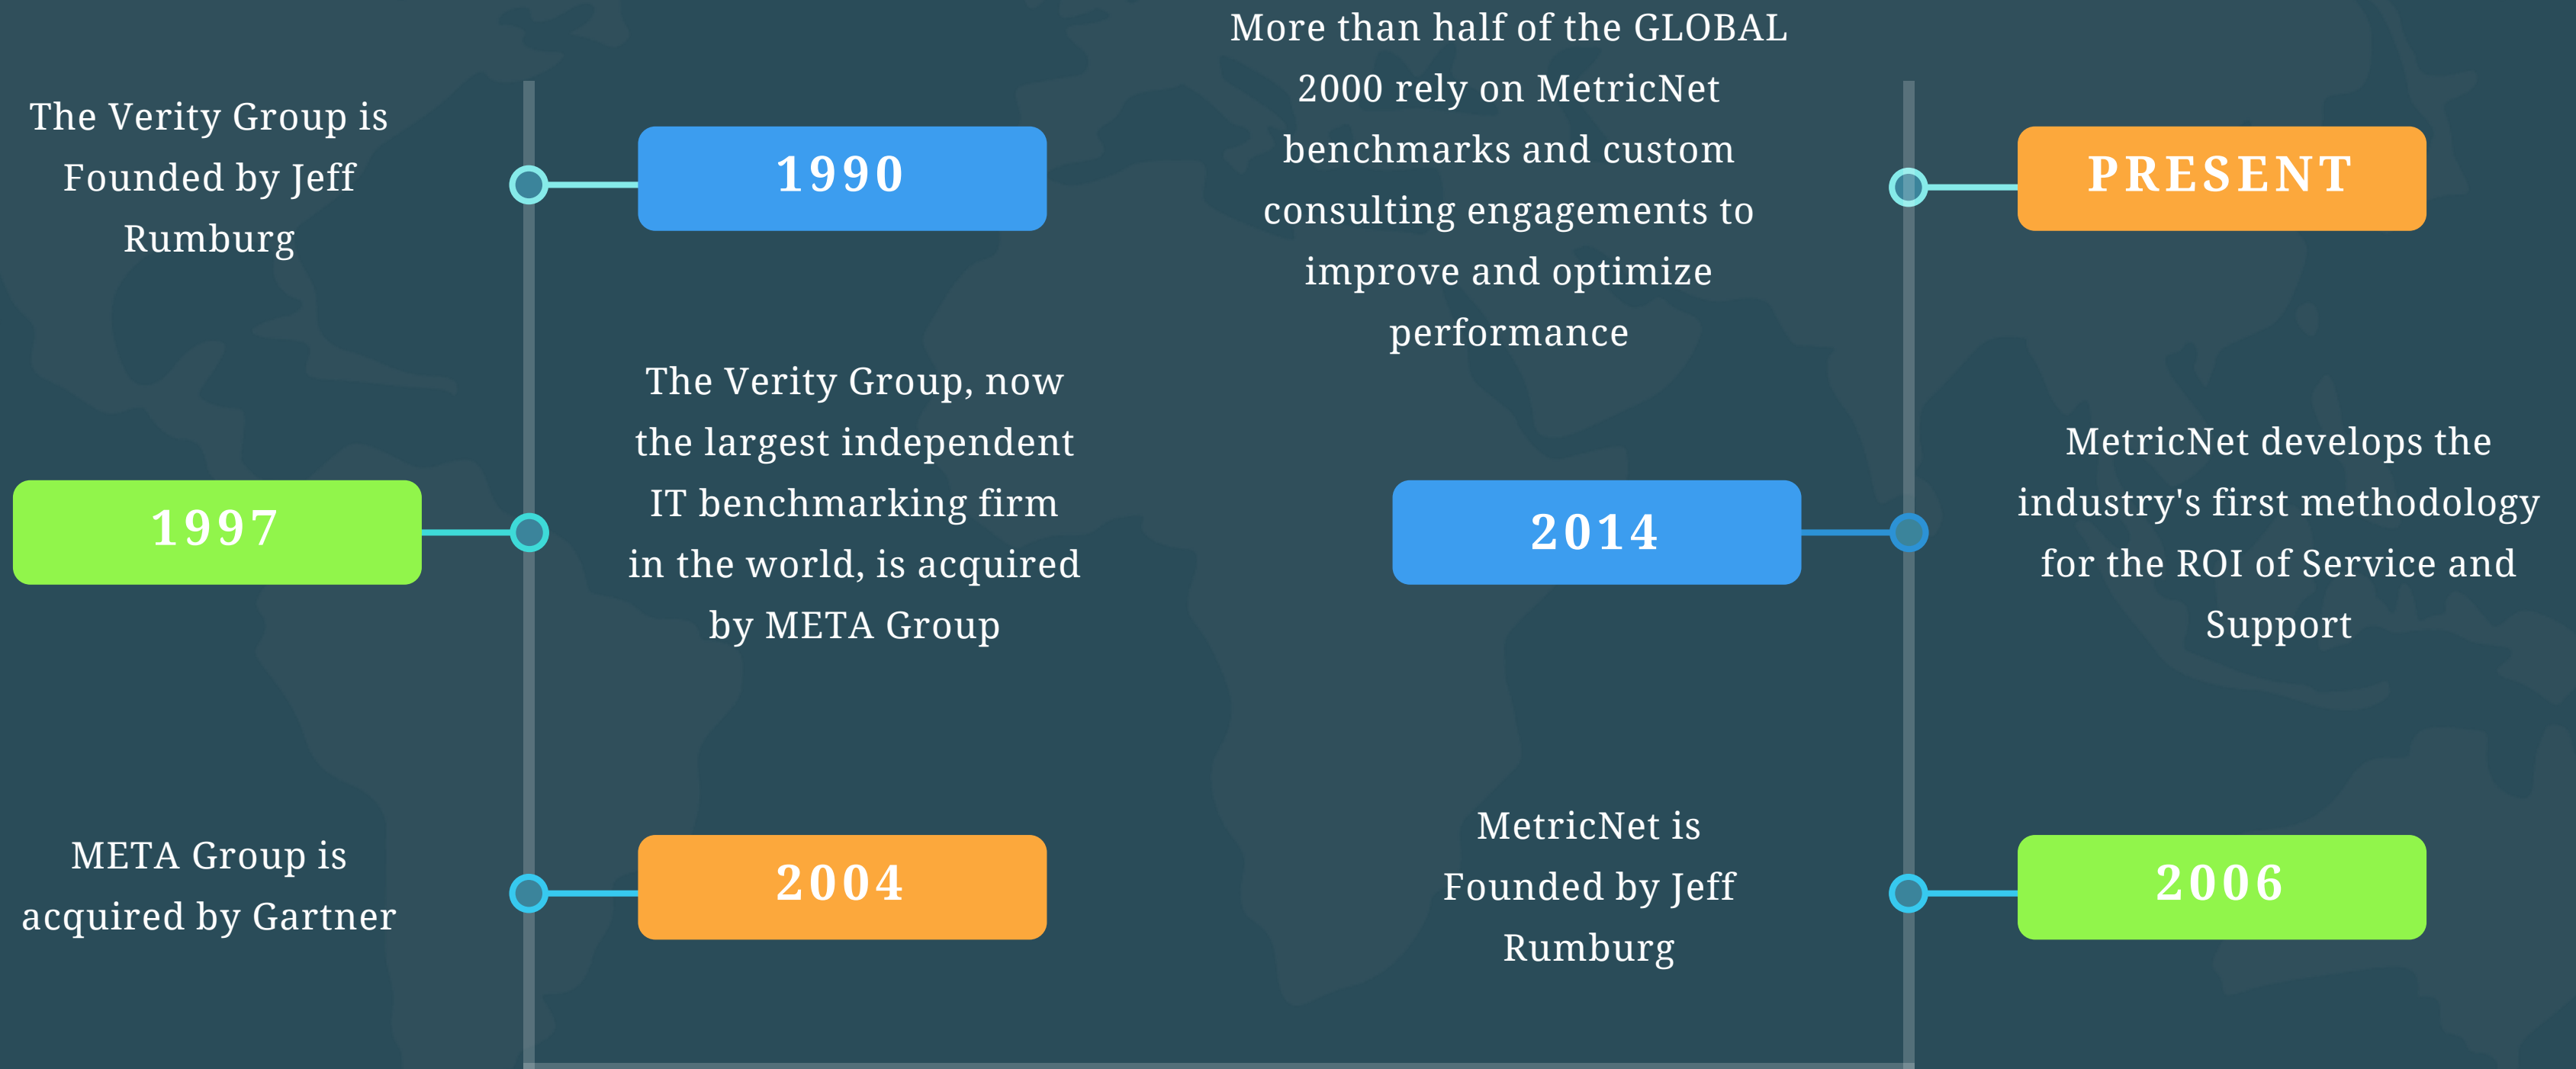 The Verity Group is
Founded by Jeff
Rumburg
1990
1997
The Verity Group, now
the largest independent
IT benchmarking firm
in the world, is acquired
by META Group
META Group is
acquired by Gartner
2004
MetricNet is
Founded by Jeff
Rumburg
2006
2014
MetricNet develops the
industry's first methodology
for the ROI of Service and
Support
More than half of the GLOBAL
2000 rely on MetricNet
benchmarks and custom
consulting engagements to
improve and optimize
performance
PRESENT